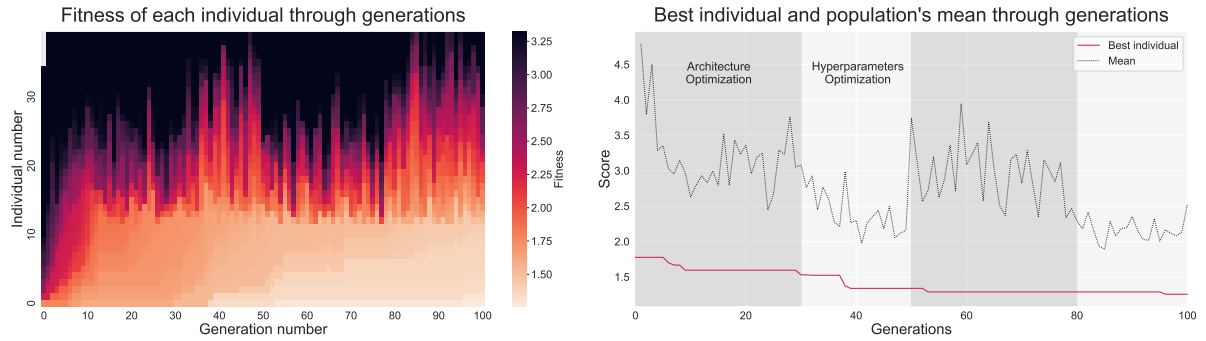 Fitness of each individual through generations
Individual number
30
20
10
0
0 10 20 30 40 50 60 70 80 90 100
Generation number
3.25
3.00
2.75
2.50
2.25
2.00
1.75
1.50
Fitness
Best individual and population's mean through generations
Score
4.5
4.0
3.5
3.0
2.5
2.0
1.5
Architecture
Optimization
Hyperparameters
Optimization
Best individual
Mean
0 20 40 60 80 100
Generations